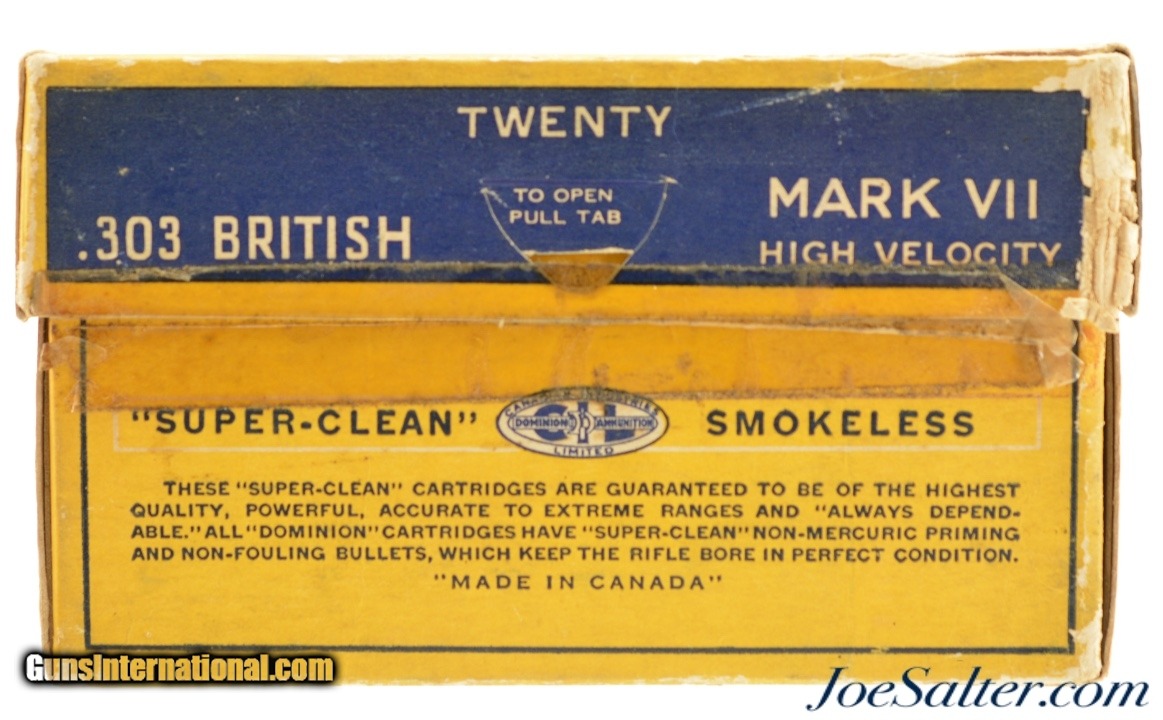 TWENTY
TO OPEN
PULL TAB
.303 BRITISH
MARK VII
HIGH VELOCITY
"SUPER-CLEAN"
CANADIAN INDUSTRIES
DOMINION CIL AMMUNITION
LIMITED
SMOKELESS
THESE "SUPER-CLEAN" CARTRIDGES ARE GUARANTEED TO BE OF THE HIGHEST
QUALITY, POWERFUL, ACCURATE TO EXTREME RANGES AND "ALWAYS DEPEND-
ABLE." ALL "DOMINION" CARTRIDGES HAVE "SUPER-CLEAN" NON-MERCURIC PRIMING
AND NON-FOULING BULLETS, WHICH KEEP THE RIFLE BORE IN PERFECT CONDITION.
"MADE IN CANADA"
GunsInternational.com
JoeSalter.com